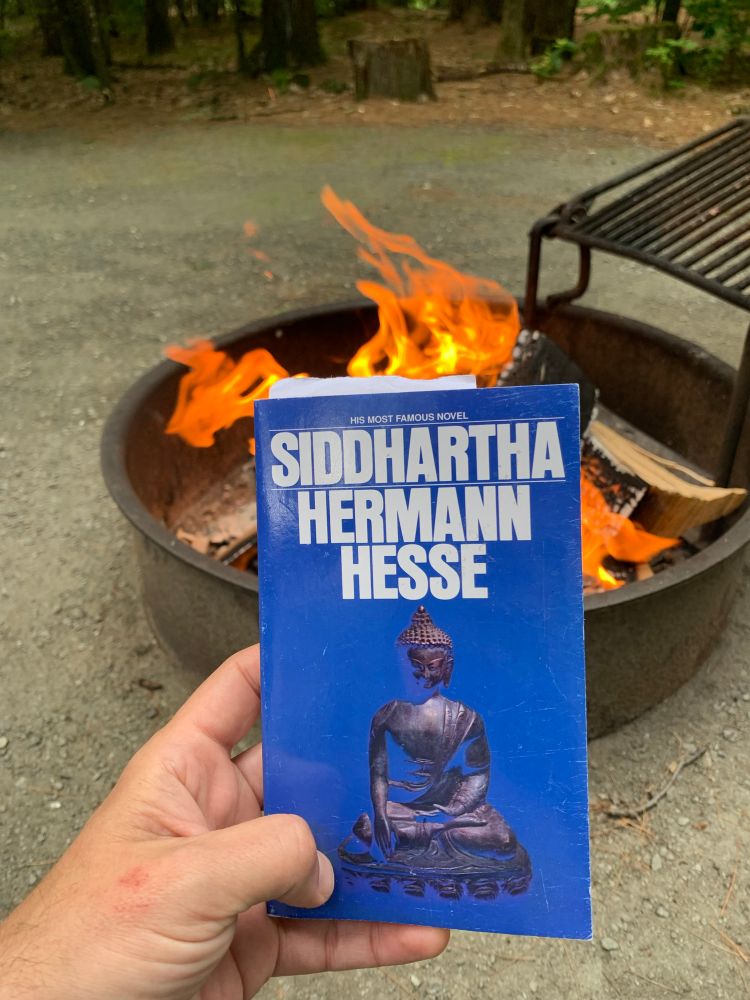 HIS MOST FAMOUS NOVEL
SIDDHARTHA
HERMANN
HESSE